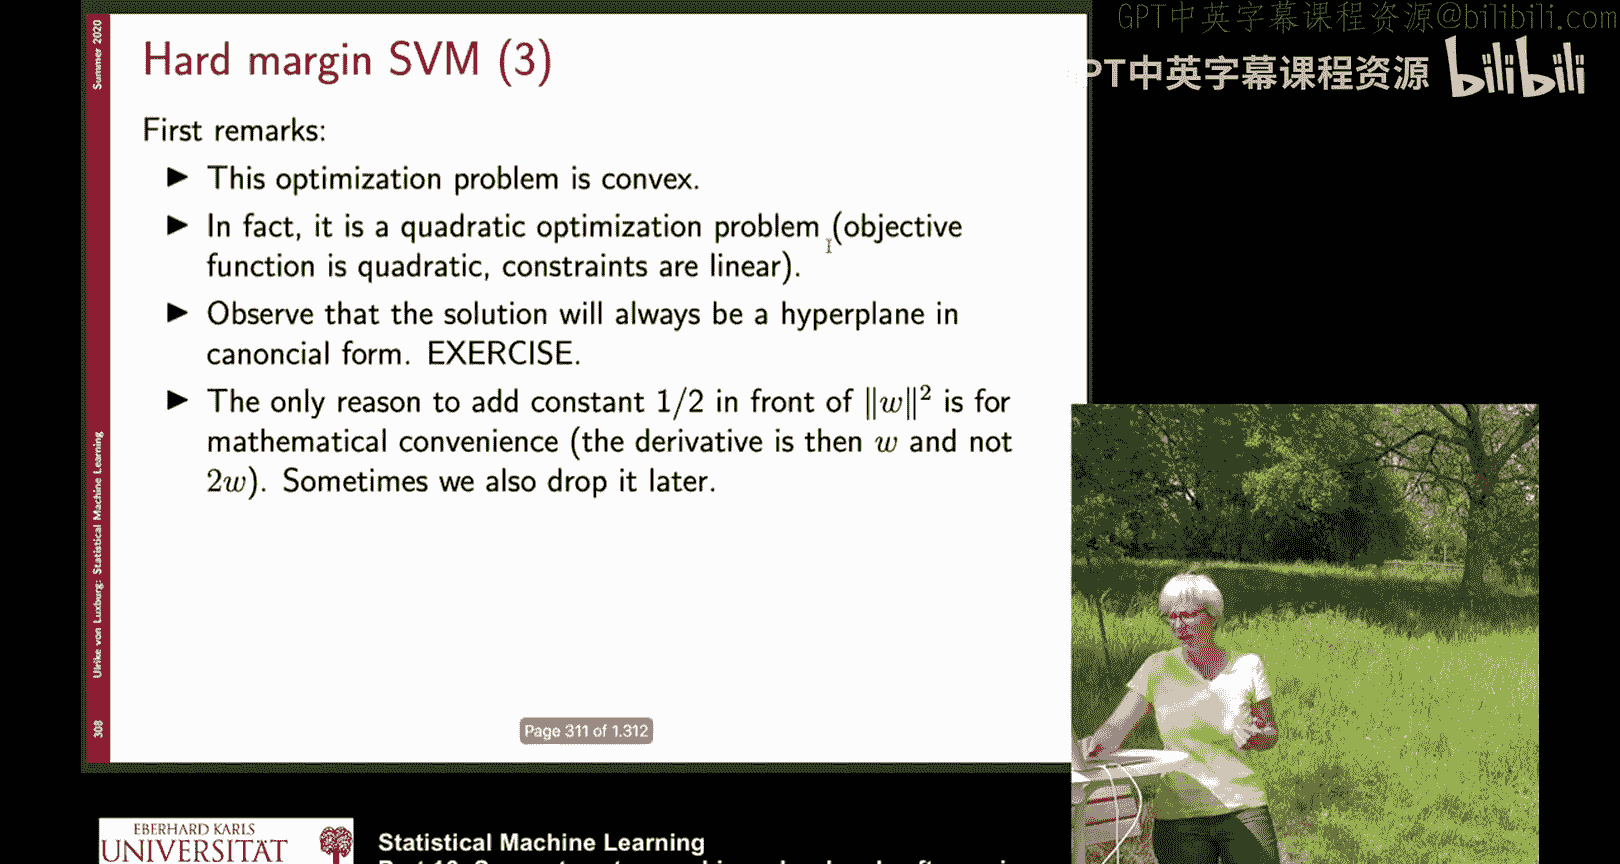 GPT中英字幕课程资源@bilibili.com
PT中英字幕课程资源 bilibili
Summer 2020
Hard margin SVM (3)
First remarks:
▶ This optimization problem is convex.
▶ In fact, it is a quadratic optimization problem (objective
function is quadratic, constraints are linear).
▶ Observe that the solution will always be a hyperplane in
canoncial form. EXERCISE.
▶ The only reason to add constant 1/2 in front of ‖w‖² is for
mathematical convenience (the derivative is then w and not
2w). Sometimes we also drop it later.
Ulrike von Luxburg: Statistical Machine Learning
308
Page 311 of 1.312
EBERHARD KARLS
UNIVERSITÄT
Statistical Machine Learning